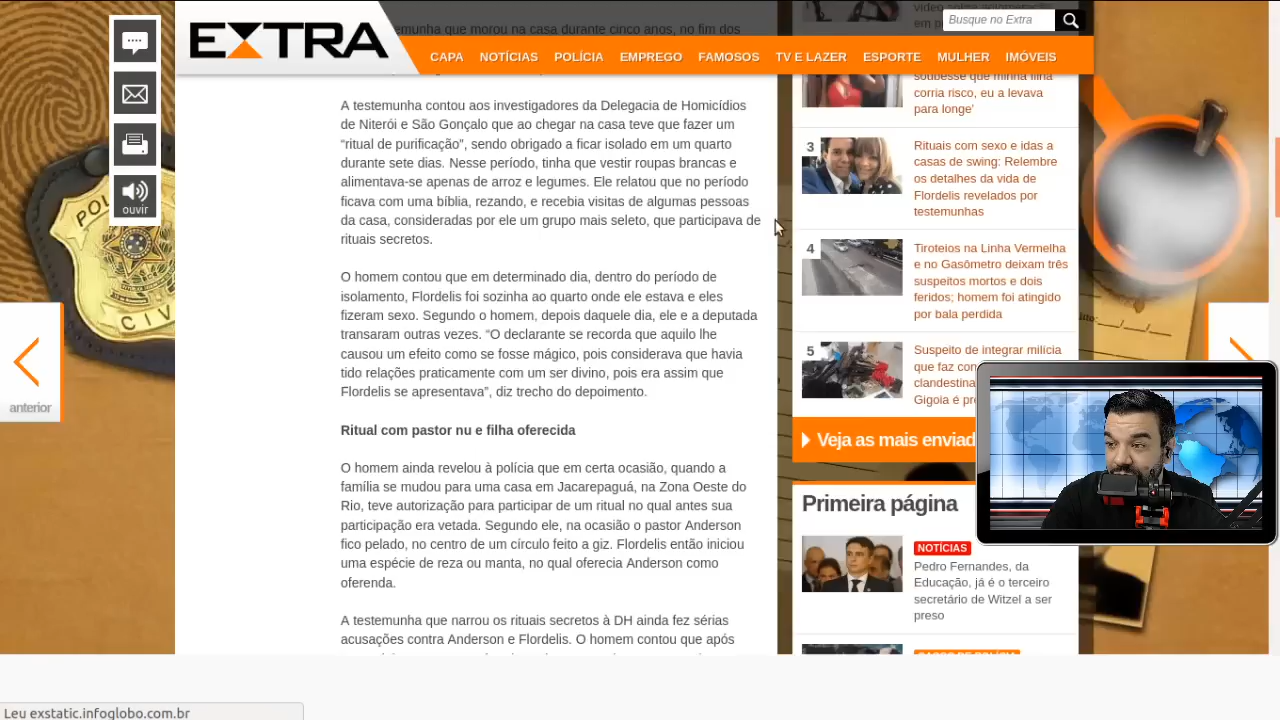 EXTRA
Busque no Extra
CAPA NOTÍCIAS POLÍCIA EMPREGO FAMOSOS TV E LAZER ESPORTE MULHER IMÓVEIS
emunha que morou na casa durante cinco anos, no fim dos
A testemunha contou aos investigadores da Delegacia de Homicídios
de Niterói e São Gonçalo que ao chegar na casa teve que fazer um
“ritual de purificação”, sendo obrigado a ficar isolado em um quarto
durante sete dias. Nesse período, tinha que vestir roupas brancas e
alimentava-se apenas de arroz e legumes. Ele relatou que no período
ficava com uma bíblia, rezando, e recebia visitas de algumas pessoas
da casa, consideradas por ele um grupo mais seleto, que participava de
rituais secretos.
O homem contou que em determinado dia, dentro do período de
isolamento, Flordelis foi sozinha ao quarto onde ele estava e eles
fizeram sexo. Segundo o homem, depois daquele dia, ele e a deputada
transaram outras vezes. “O declarante se recorda que aquilo lhe
causou um efeito como se fosse mágico, pois considerava que havia
tido relações praticamente com um ser divino, pois era assim que
Flordelis se apresentava”, diz trecho do depoimento.
Ritual com pastor nu e filha oferecida
O homem ainda revelou à polícia que em certa ocasião, quando a
família se mudou para uma casa em Jacarepaguá, na Zona Oeste do
Rio, teve autorização para participar de um ritual no qual antes sua
participação era vetada. Segundo ele, na ocasião o pastor Anderson
fico pelado, no centro de um círculo feito a giz. Flordelis então iniciou
uma espécie de reza ou manta, no qual oferecia Anderson como
oferenda.
A testemunha que narrou os rituais secretos à DH ainda fez sérias
acusações contra Anderson e Flordelis. O homem contou que após
soubesse que minha filha
corria risco, eu a levava
para longe'
3
Rituais com sexo e idas a
casas de swing: Relembre
os detalhes da vida de
Flordelis revelados por
testemunhas
4
Tiroteios na Linha Vermelha
e no Gasômetro deixam três
suspeitos mortos e dois
feridos; homem foi atingido
por bala perdida
5
Suspeito de integrar milícia
que faz con
clandestina
Gigoia é pre
Veja as mais enviad
Primeira página
NOTÍCIAS
Pedro Fernandes, da
Educação, já é o terceiro
secretário de Witzel a ser
preso
ouvir
anterior
POL
CIVI
Leu exstatic.infoglobo.com.br